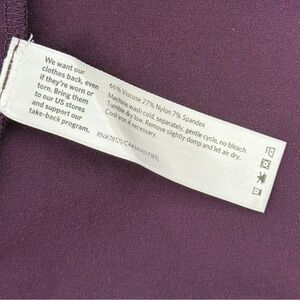 We want our
clothes back, even
if they're worn or
torn. Bring them
to our US stores
and support our
take-back program.
66% Viscose 27% Nylon 7% Spandex
Machine wash cold, separately, gentle cycle, no bleach.
Tumble dry low. Remove slightly damp and let air dry.
Cool iron if necessary.